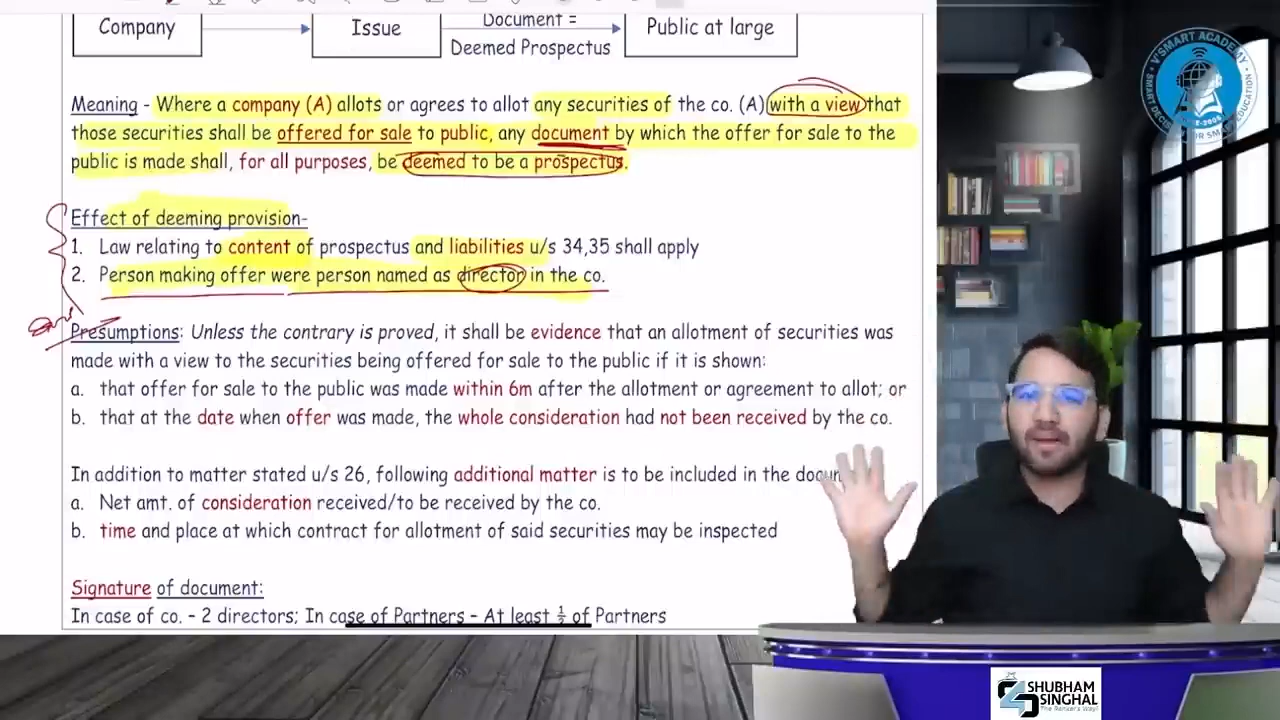 Company
Issue
Document =
Deemed Prospectus
Public at large
Meaning - Where a company (A) allots or agrees to allot any securities of the co. (A) with a view that
those securities shall be offered for sale to public, any document by which the offer for sale to the
public is made shall, for all purposes, be deemed to be a prospectus.
Effect of deeming provision-
1. Law relating to content of prospectus and liabilities u/s 34,35 shall apply
2. Person making offer were person named as director in the co.
Presumptions: Unless the contrary is proved, it shall be evidence that an allotment of securities was
made with a view to the securities being offered for sale to the public if it is shown:
a. that offer for sale to the public was made within 6m after the allotment or agreement to allot; or
b. that at the date when offer was made, the whole consideration had not been received by the co.
In addition to matter stated u/s 26, following additional matter is to be included in the
a. Net amt. of consideration received/to be received by the co.
b. time and place at which contract for allotment of said securities may be inspected
Signature of document:
In case of co. - 2 directors; In case of Partners - At least ½ of Partners
V'SMART ACADEMY
SHUBHAM
SINGHAL
The Rankers Way!